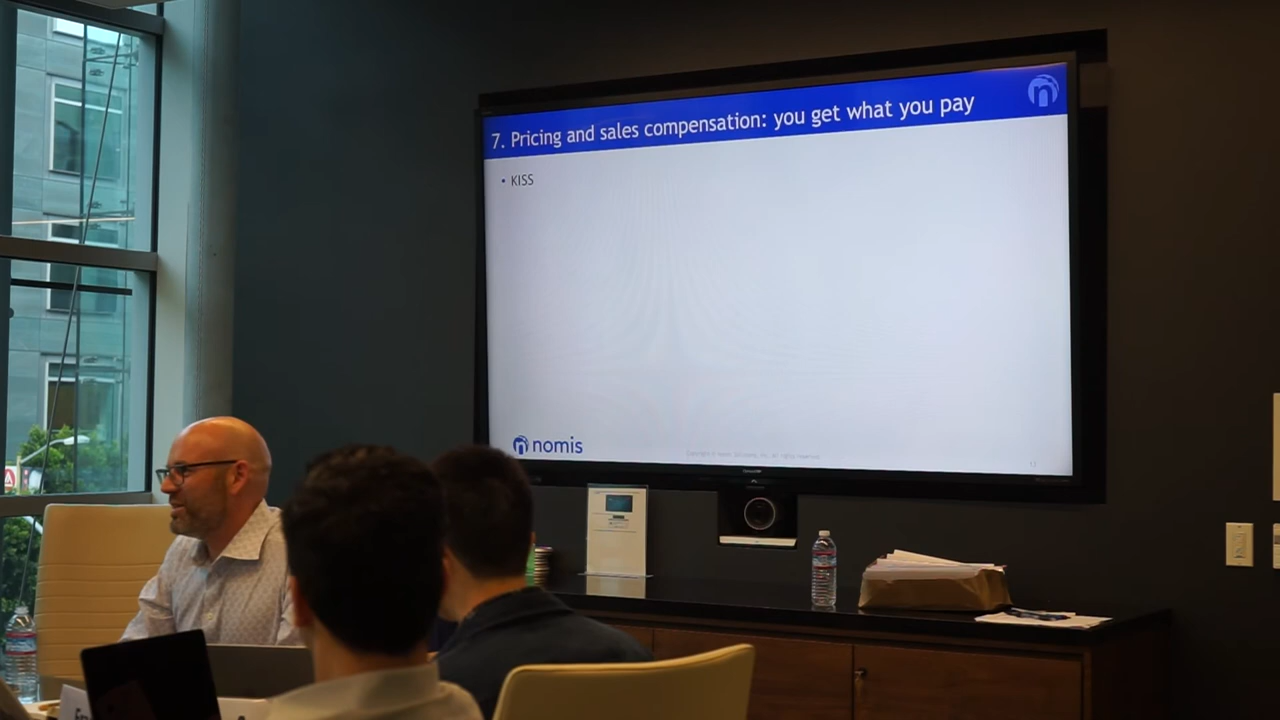 7. Pricing and sales compensation: you get what you pay
• KISS
nomis